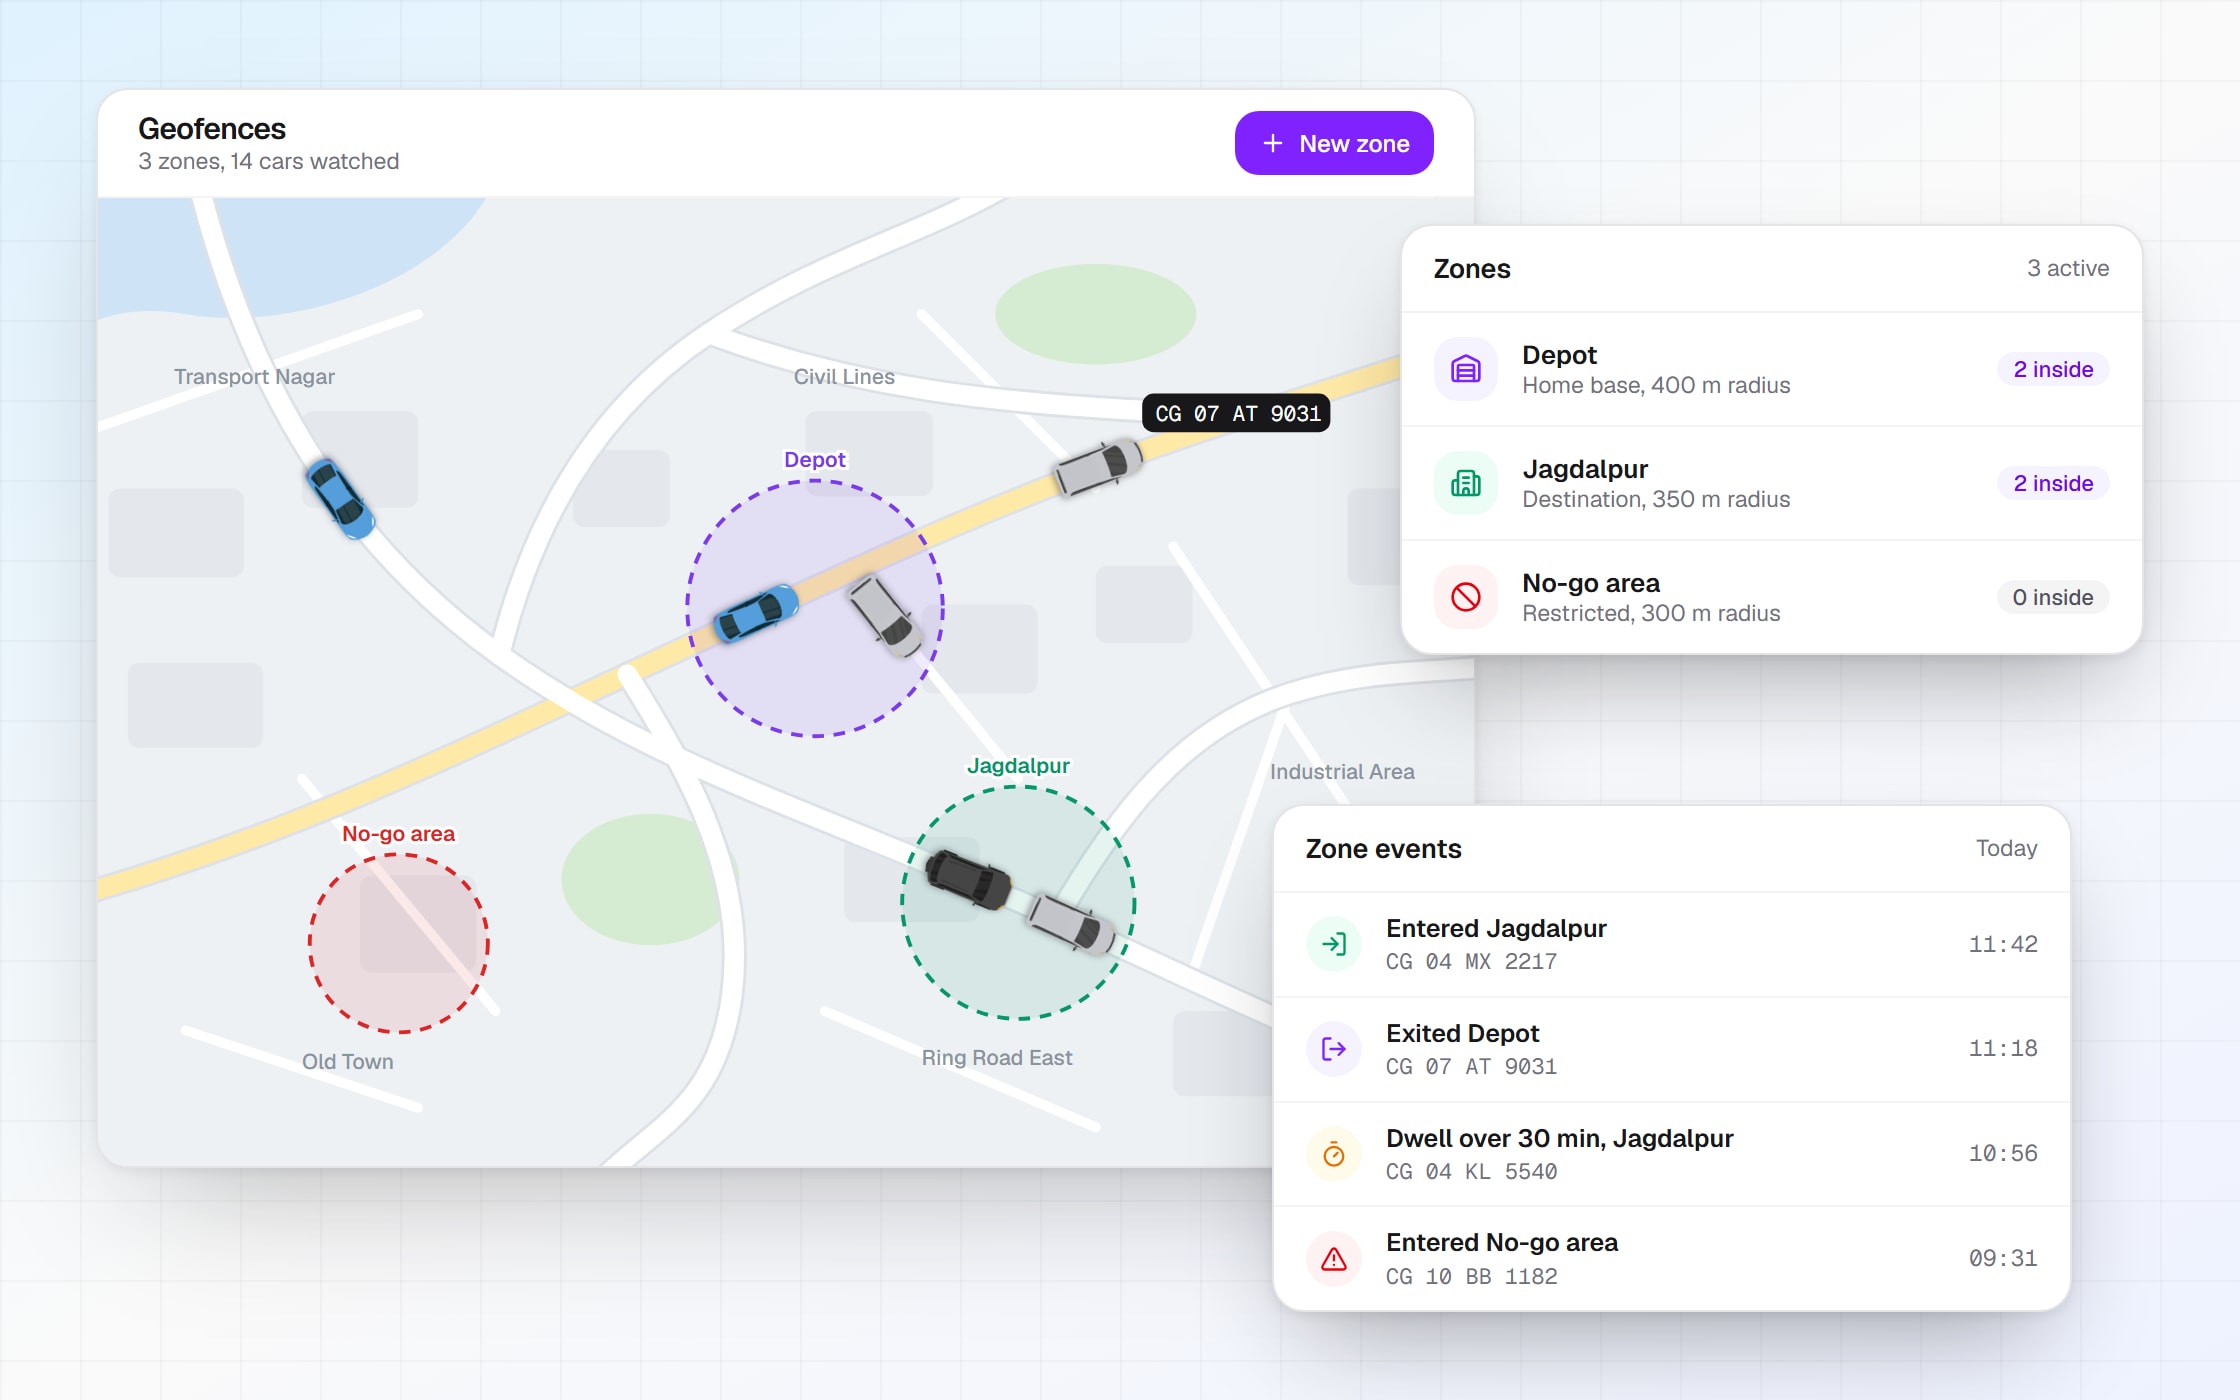 Geofences
3 zones, 14 cars watched
New zone
Transport Nagar
Civil Lines
CG 07 AT 9031
Depot
Jagdalpur
Industrial Area
No-go area
Old Town
Ring Road East
Zones
3 active
Depot
Home base, 400 m radius
2 inside
Jagdalpur
Destination, 350 m radius
2 inside
No-go area
Restricted, 300 m radius
0 inside
Zone events
Today
Entered Jagdalpur
CG 04 MX 2217
11:42
Exited Depot
CG 07 AT 9031
11:18
Dwell over 30 min, Jagdalpur
CG 04 KL 5540
10:56
Entered No-go area
CG 10 BB 1182
09:31